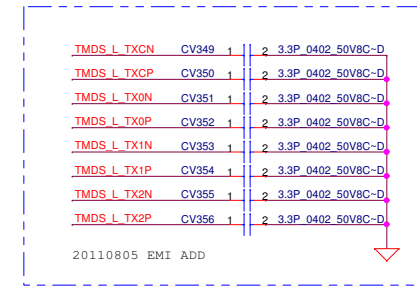 TMDS_L_TXCN CV349 1 2 3.3P_0402_50V8C~D
TMDS_L_TXCP CV350 1 2 3.3P_0402_50V8C~D
TMDS_L_TX0N CV351 1 2 3.3P_0402_50V8C~D
TMDS_L_TX0P CV352 1 2 3.3P_0402_50V8C~D
TMDS_L_TX1N CV353 1 2 3.3P_0402_50V8C~D
TMDS_L_TX1P CV354 1 2 3.3P_0402_50V8C~D
TMDS_L_TX2N CV355 1 2 3.3P_0402_50V8C~D
TMDS_L_TX2P CV356 1 2 3.3P_0402_50V8C~D
20110805 EMI ADD